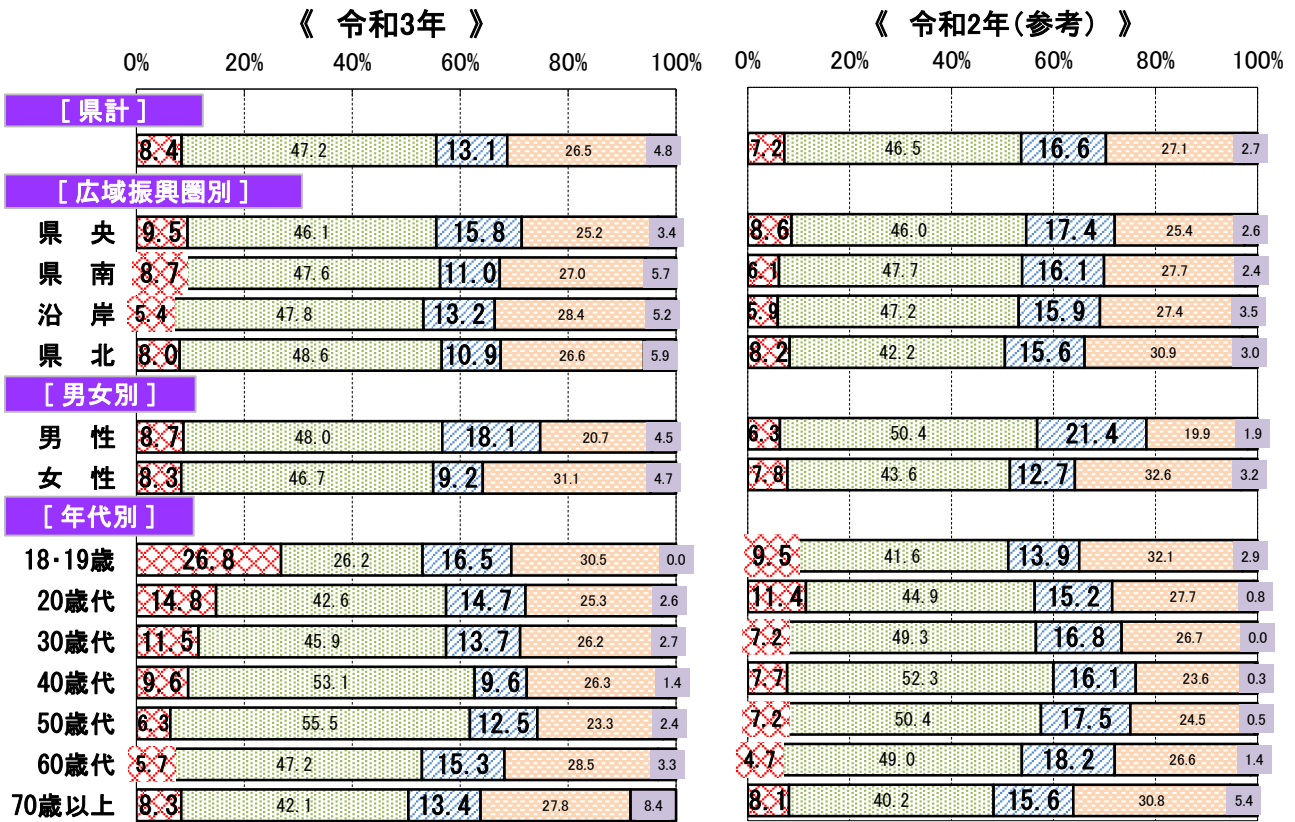 《 令和3年 》 《 令和2年(参考) 》
0% 20% 40% 60% 80% 100% 0% 20% 40% 60% 80% 100%
[ 県計 ]
8.4 47.2 13.1 26.5 4.8 7.2 46.5 16.6 27.1 2.7
[ 広域振興圏別 ]
県 央 9.5 46.1 15.8 25.2 3.4 8.6 46.0 17.4 25.4 2.6
県 南 8.7 47.6 11.0 27.0 5.7 6.1 47.7 16.1 27.7 2.4
沿 岸 5.4 47.8 13.2 28.4 5.2 5.9 47.2 15.9 27.4 3.5
県 北 8.0 48.6 10.9 26.6 5.9 8.2 42.2 15.6 30.9 3.0
[ 男女別 ]
男 性 8.7 48.0 18.1 20.7 4.5 6.3 50.4 21.4 19.9 1.9
女 性 8.3 46.7 9.2 31.1 4.7 7.8 43.6 12.7 32.6 3.2
[ 年代別 ]
18・19歳 26.8 26.2 16.5 30.5 0.0 9.5 41.6 13.9 32.1 2.9
20歳代 14.8 42.6 14.7 25.3 2.6 11.4 44.9 15.2 27.7 0.8
30歳代 11.5 45.9 13.7 26.2 2.7 7.2 49.3 16.8 26.7 0.0
40歳代 9.6 53.1 9.6 26.3 1.4 7.7 52.3 16.1 23.6 0.3
50歳代 6.3 55.5 12.5 23.3 2.4 7.2 50.4 17.5 24.5 0.5
60歳代 5.7 47.2 15.3 28.5 3.3 4.7 49.0 18.2 26.6 1.4
70歳以上 8.3 42.1 13.4 27.8 8.4 8.1 40.2 15.6 30.8 5.4